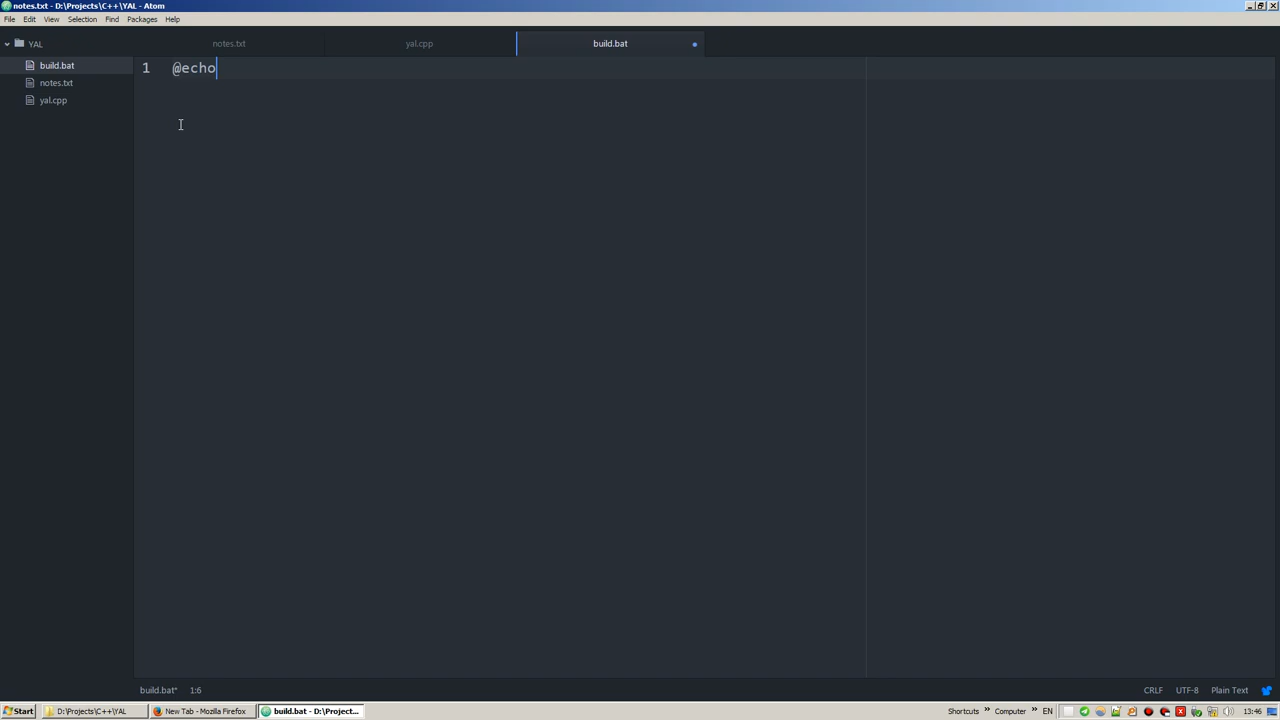 notes.txt - D:\Projects\C++\YAL - Atom
File Edit View Selection Find Packages Help
YAL
notes.txt yal.cpp build.bat
build.bat
notes.txt
yal.cpp
1 @echo
build.bat* 1:6 CRLF UTF-8 Plain Text
Start D:\Projects\C++\YAL New Tab - Mozilla Firefox build.bat - D:\Project... Shortcuts » Computer » EN 13:46